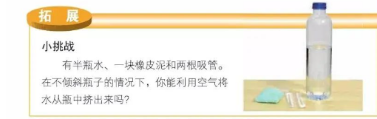 拓展
小挑战
有半瓶水、一块橡皮泥和两根吸管。
在不倾斜瓶子的情况下，你能利用空气将
水从瓶中挤出来吗?